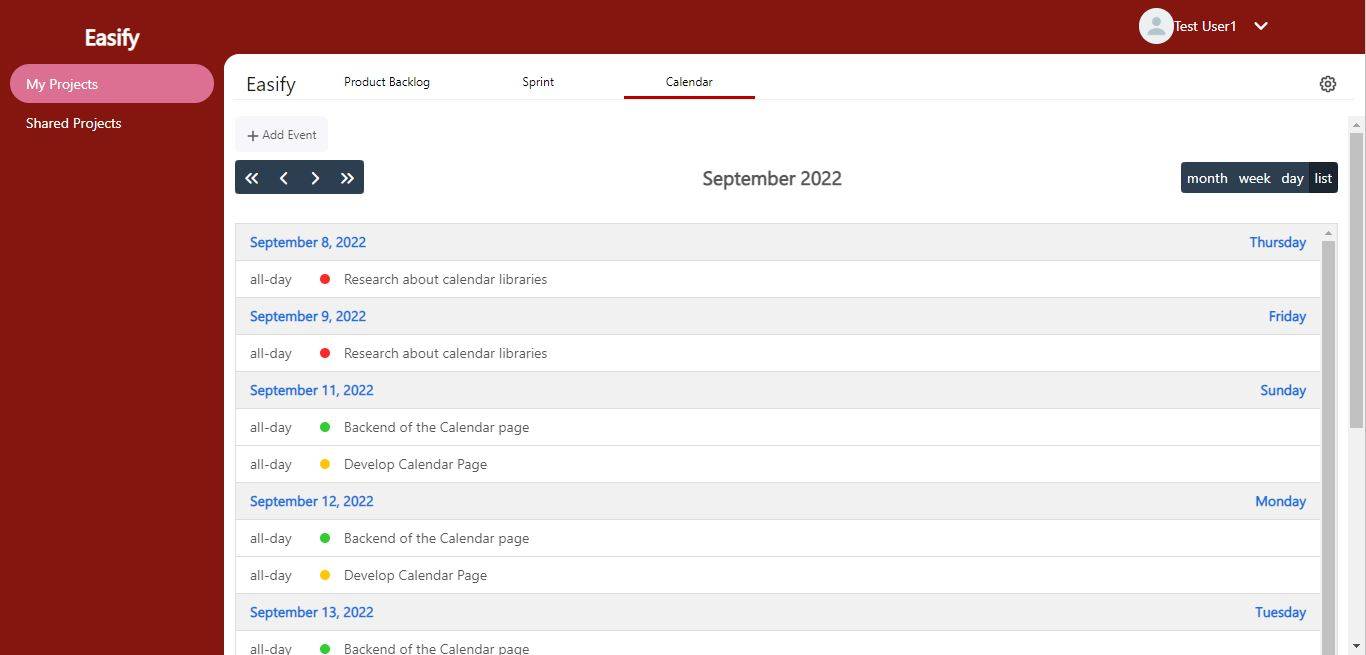 Easify
Test User1
My Projects
Shared Projects
Easify Product Backlog Sprint Calendar
+ Add Event
September 2022
month week day list
September 8, 2022 Thursday
all-day Research about calendar libraries
September 9, 2022 Friday
all-day Research about calendar libraries
September 11, 2022 Sunday
all-day Backend of the Calendar page
all-day Develop Calendar Page
September 12, 2022 Monday
all-day Backend of the Calendar page
all-day Develop Calendar Page
September 13, 2022 Tuesday
all-day Backend of the Calendar page